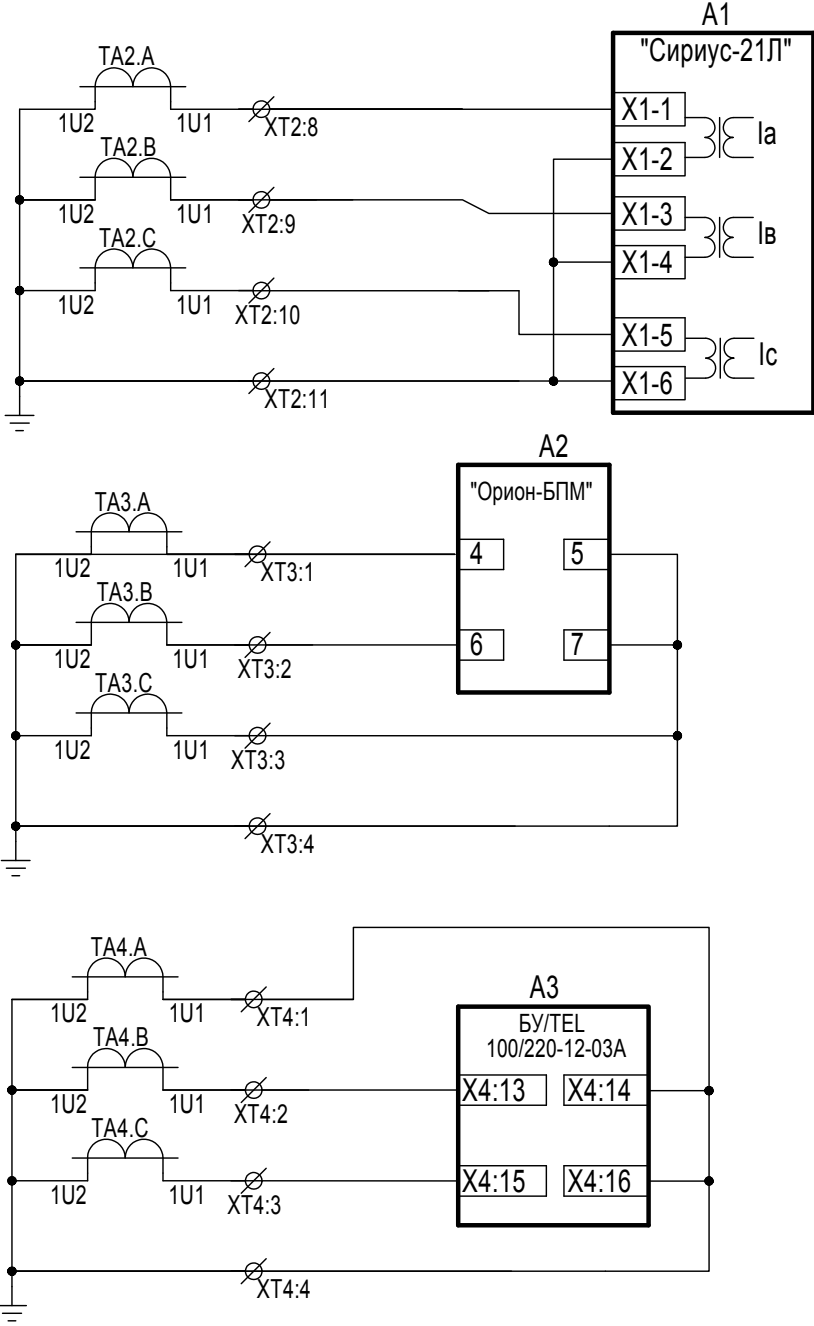 A1
"Сириус-21Л"
TA2.A
1U2 1U1 XT2:8 X1-1
Ia
TA2.B
X1-2
1U2 1U1 XT2:9 X1-3
Iв
TA2.C
X1-4
1U2 1U1 XT2:10
X1-5
Ic
XT2:11 X1-6
A2
"Орион-БПМ"
TA3.A
4 5
1U2 1U1 XT3:1
TA3.B
6 7
1U2 1U1 XT3:2
TA3.C
1U2 1U1 XT3:3
XT3:4
TA4.A
A3
1U2 1U1 XT4:1
БУ/TEL
100/220-12-03А
TA4.B
X4:13 X4:14
1U2 1U1 XT4:2
TA4.C
X4:15 X4:16
1U2 1U1 XT4:3
XT4:4